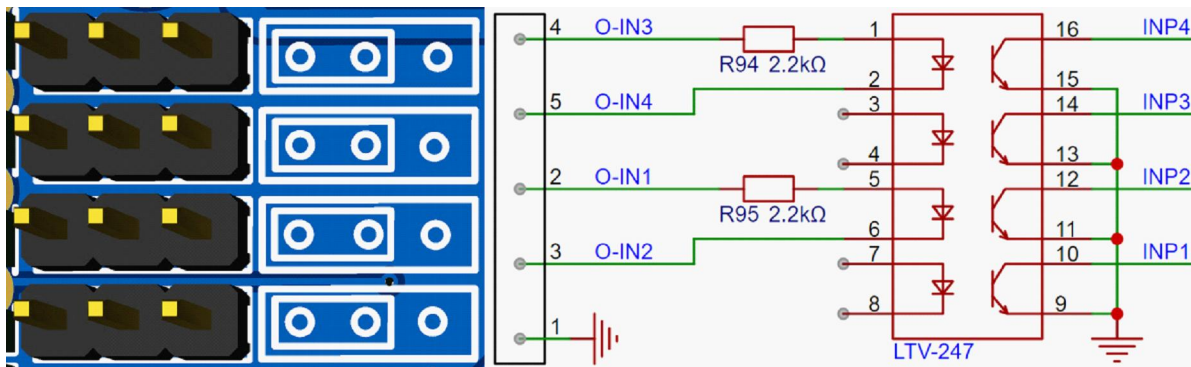 4 O-IN3 1 16 INP4
R94 2.2kΩ
2 15
5 O-IN4 3 14 INP3
4 13
2 O-IN1 5 12 INP2
R95 2.2kΩ
6 11
3 O-IN2 7 10 INP1
8 9
1
LTV-247